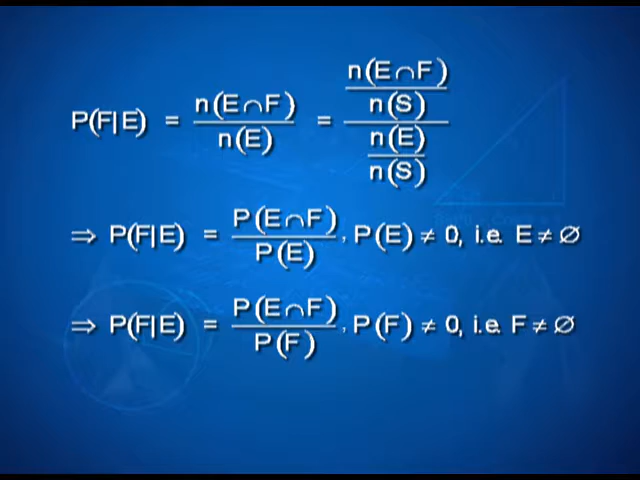 P(F|E) = n(E∩F)/n(E) = (n(E∩F)/n(S))/(n(E)/n(S))
⇒ P(F|E) = P(E∩F)/P(E), P(E) ≠ 0, i.e. E ≠ ∅
⇒ P(F|E) = P(E∩F)/P(F), P(F) ≠ 0, i.e. F ≠ ∅